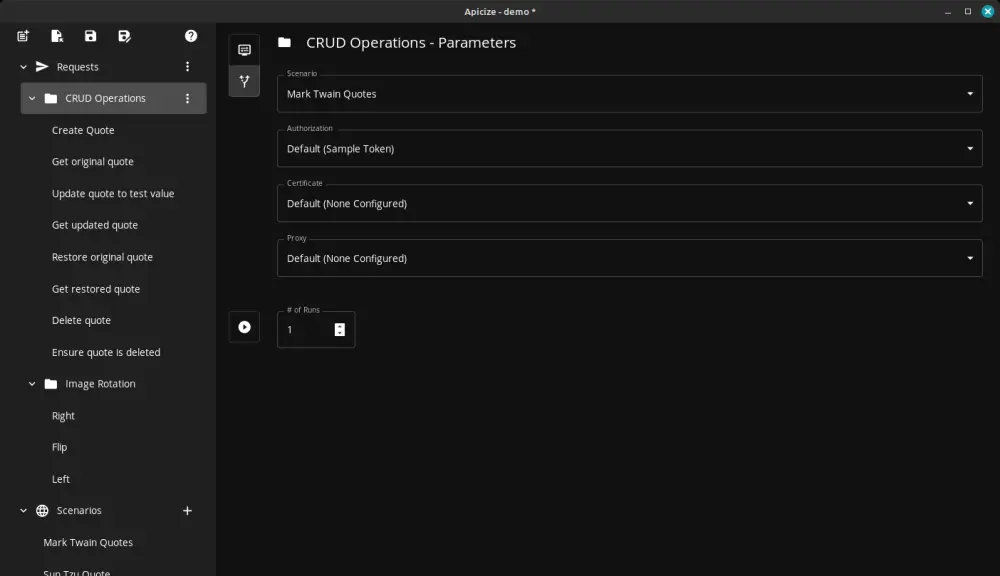 Apicize - demo *
Requests
CRUD Operations
Create Quote
Get original quote
Update quote to test value
Get updated quote
Restore original quote
Get restored quote
Delete quote
Ensure quote is deleted
Image Rotation
Right
Flip
Left
Scenarios
Mark Twain Quotes
Sun Tzu Quote
CRUD Operations - Parameters
Scenario
Mark Twain Quotes
Authorization
Default (Sample Token)
Certificate
Default (None Configured)
Proxy
Default (None Configured)
# of Runs
1